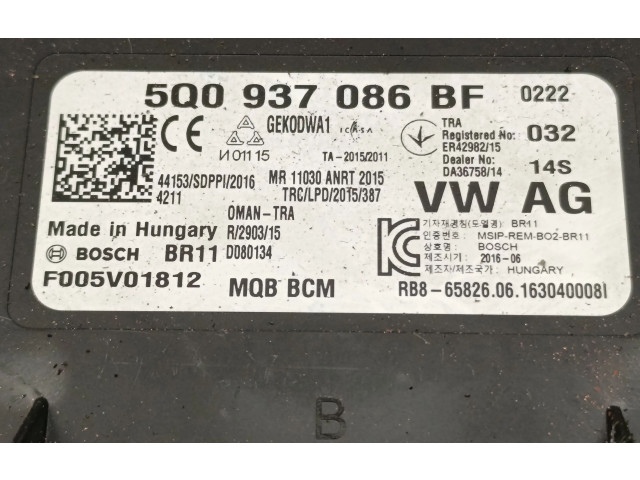 5Q0 937 086 BF 0222
CE GEKQDWA1 ICASA
TRA
Registered No:
ER42982/15 032
Dealer No:
DA36758/14 14S
И011 15 TA - 2015/2011
44153/SDPPI/2016
4211
MR 11030 ANRT 2015
TRC/LPD/2015/387
VW AG
OMAN-TRA
R/2903/15
D080134
Made in Hungary
BOSCH BR11
F005V01812 MQB BCM
기자재명칭(모델명): BR11
인증번호: MSIP-REM-BO2-BR11
상호명: BOSCH
제조시기: 2016-06
제조자/제조국가: HUNGARY
RB8-65826.06.1630400081
B